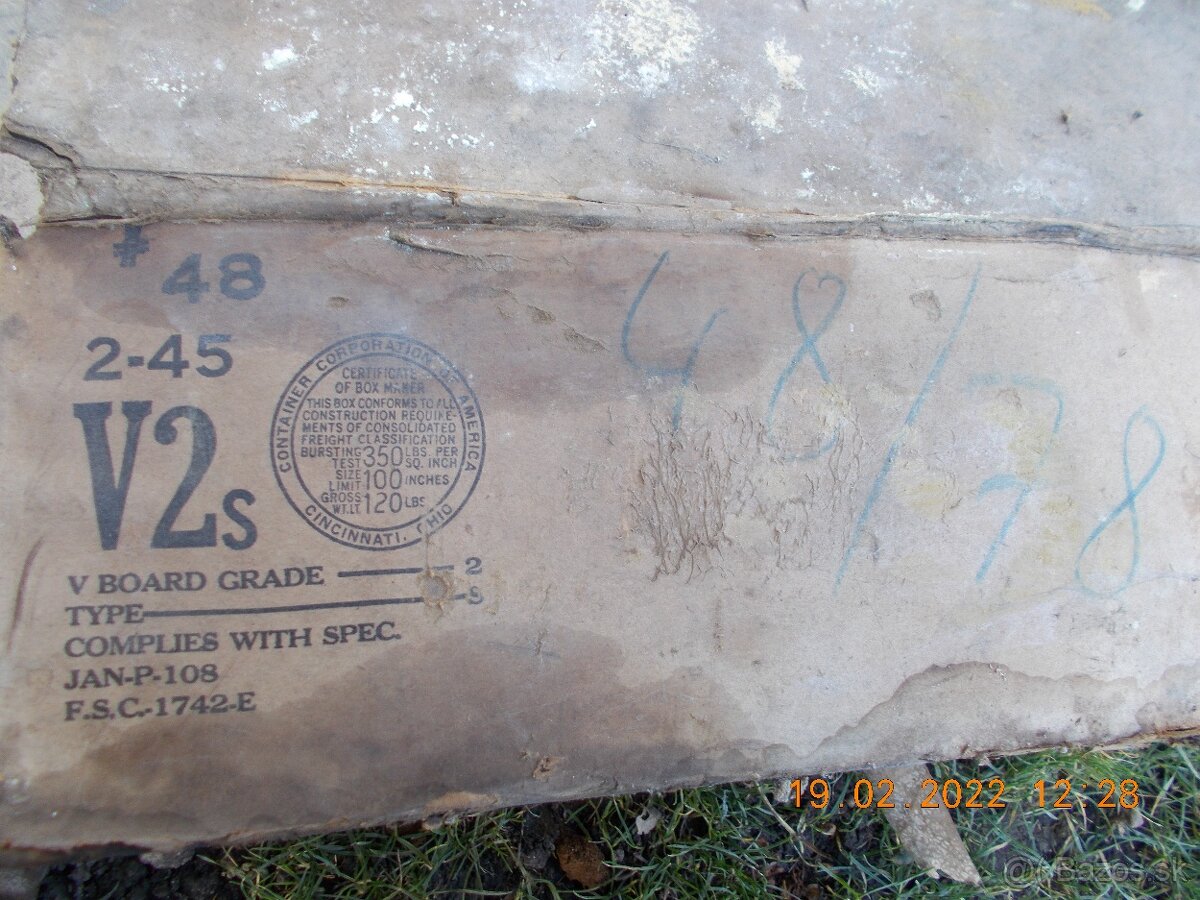 # 48
2-45
V2s
CONTAINER CORPORATION OF AMERICA
CERTIFICATE
OF BOX MAKER
THIS BOX CONFORMS TO ALL
CONSTRUCTION REQUIRE-
MENTS OF CONSOLIDATED
FREIGHT CLASSIFICATION
BURSTING TEST 350 LBS. PER SQ. INCH
SIZE LIMIT 100 INCHES
GROSS WT. LT. 120 LBS.
CINCINNATI, OHIO
V BOARD GRADE 2
TYPE S
COMPLIES WITH SPEC.
JAN-P-108
F.S.C.-1742-E
48/78
19.02.2022 12:28
Bazos.sk